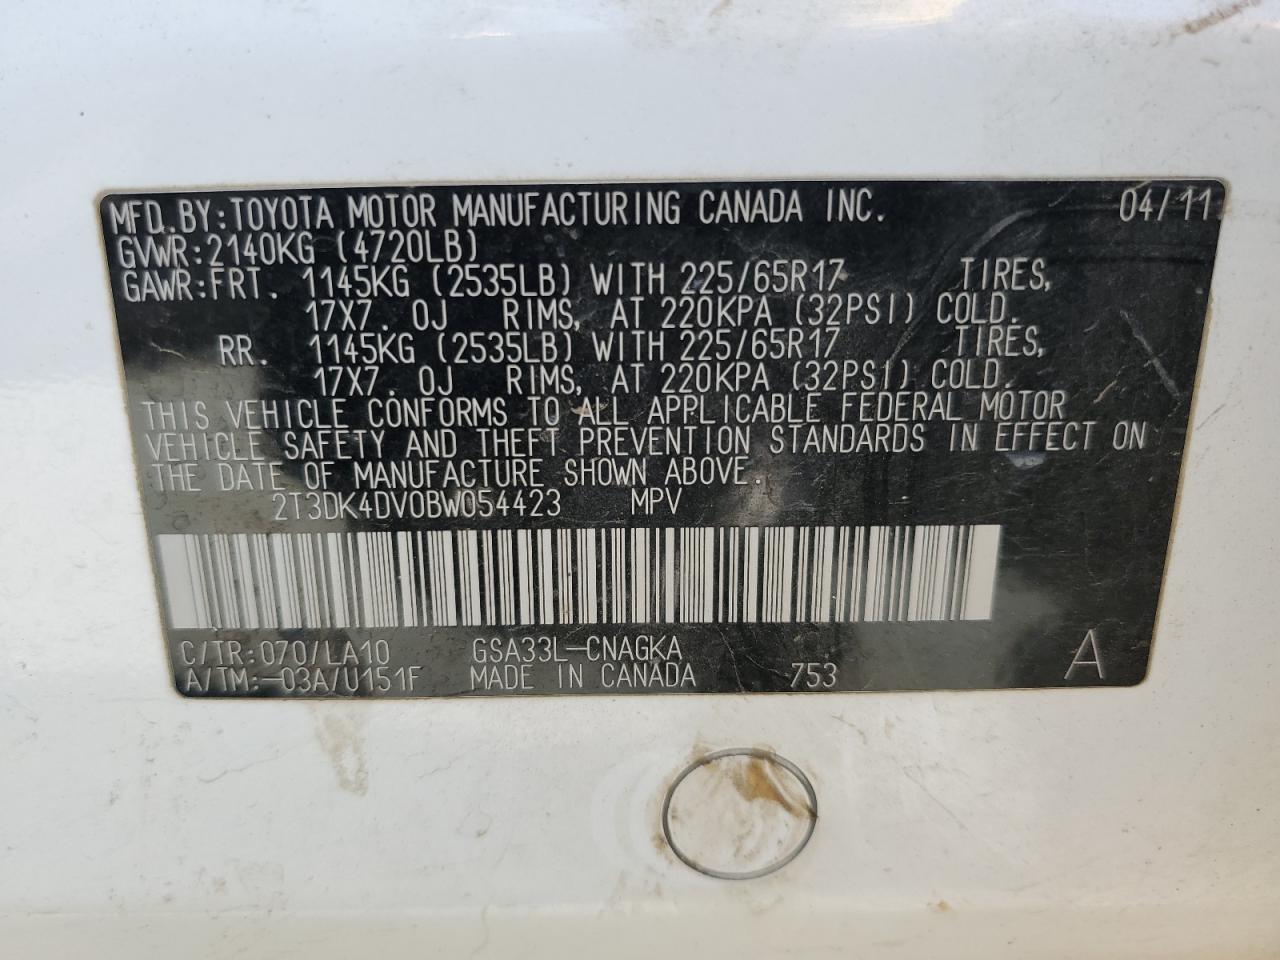 MFD.BY:TOYOTA MOTOR MANUFACTURING CANADA INC. 04/11
GVWR:2140KG (4720LB)
GAWR:FRT. 1145KG (2535LB) WITH 225/65R17 TIRES,
17X7.0J RIMS, AT 220KPA (32PSI) COLD.
RR. 1145KG (2535LB) WITH 225/65R17 TIRES,
17X7.0J RIMS, AT 220KPA (32PSI) COLD.
THIS VEHICLE CONFORMS TO ALL APPLICABLE FEDERAL MOTOR
VEHICLE SAFETY AND THEFT PREVENTION STANDARDS IN EFFECT ON
THE DATE OF MANUFACTURE SHOWN ABOVE.
2T3DK4DV0BW054423 MPV
C/TR:070/LA10 GSA33L-CNAGKA
A/TM:-03A/U151F MADE IN CANADA 753 A